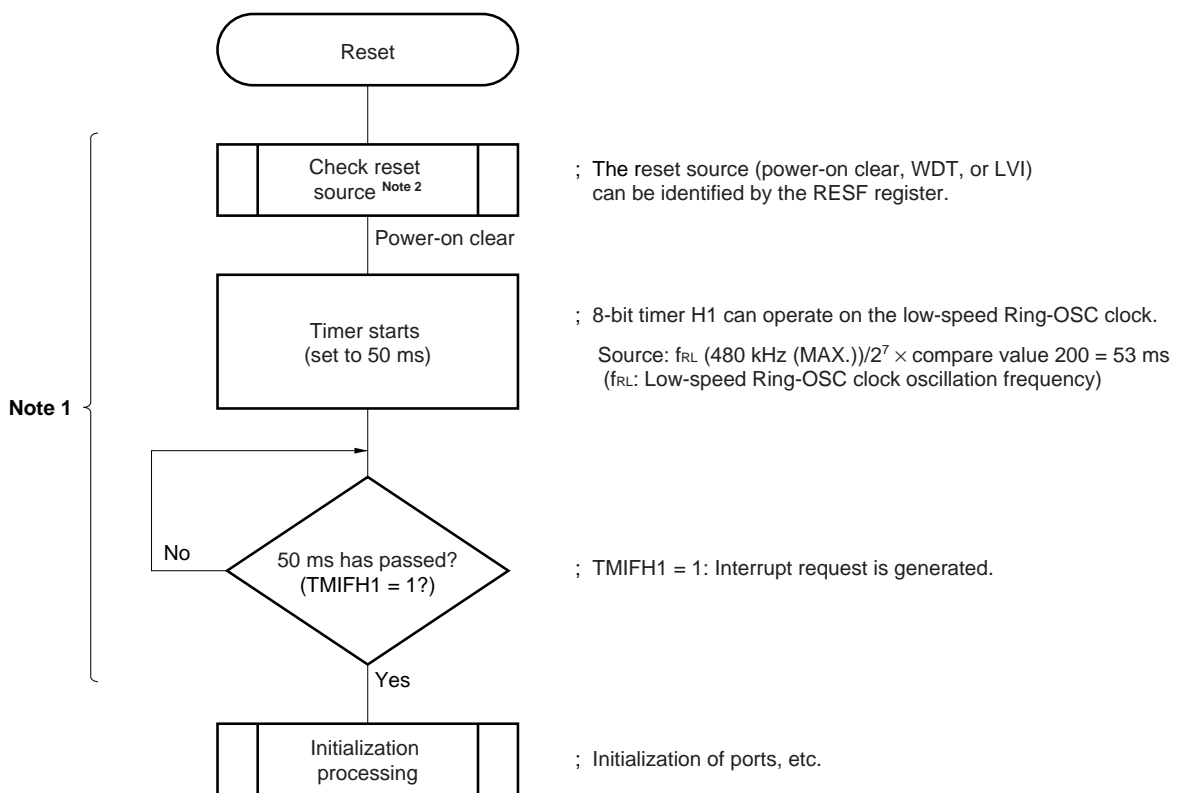 Reset
Check reset
source Note 2
; The reset source (power-on clear, WDT, or LVI)
can be identified by the RESF register.
Power-on clear
Timer starts
(set to 50 ms)
; 8-bit timer H1 can operate on the low-speed Ring-OSC clock.
Source: fRL (480 kHz (MAX.))/2⁷ × compare value 200 = 53 ms
(fRL: Low-speed Ring-OSC clock oscillation frequency)
Note 1
No
50 ms has passed?
(TMIFH1 = 1?)
; TMIFH1 = 1: Interrupt request is generated.
Yes
Initialization
processing
; Initialization of ports, etc.